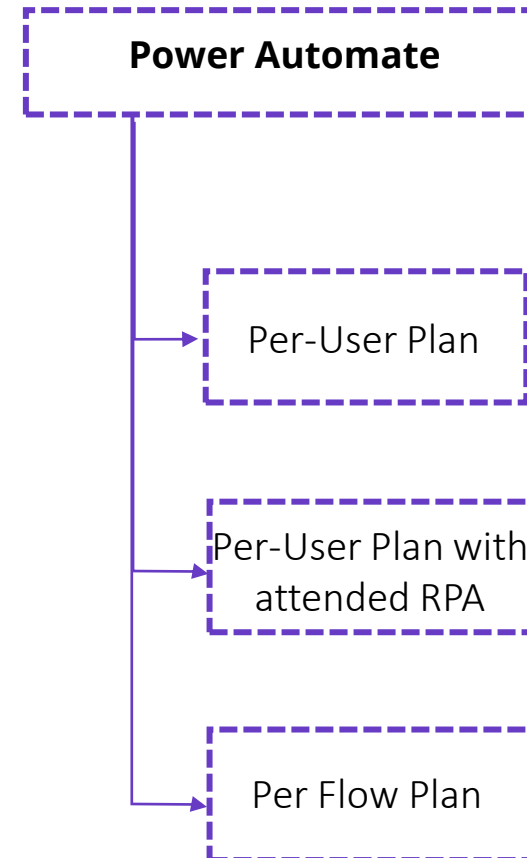 Power Automate
Per-User Plan
Per-User Plan with
attended RPA
Per Flow Plan